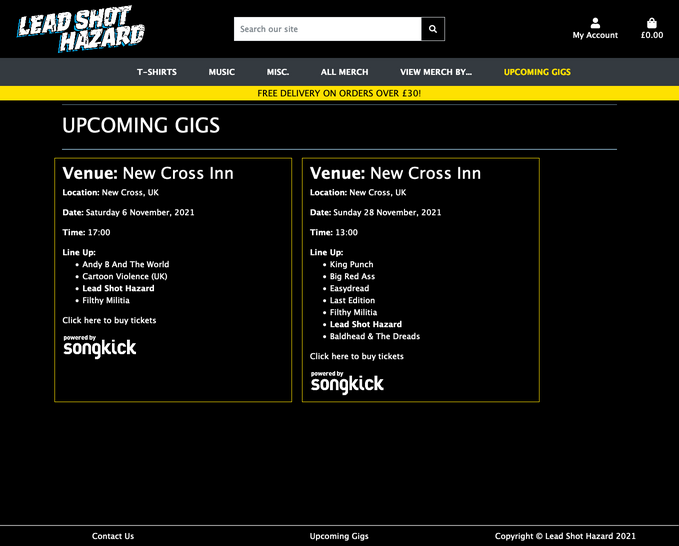 LEAD SHOT
HAZARD
Search our site
My Account
£0.00
T-SHIRTS
MUSIC
MISC.
ALL MERCH
VIEW MERCH BY...
UPCOMING GIGS
FREE DELIVERY ON ORDERS OVER £30!
UPCOMING GIGS
Venue: New Cross Inn
Location: New Cross, UK
Date: Saturday 6 November, 2021
Time: 17:00
Line Up:
Andy B And The World
Cartoon Violence (UK)
Lead Shot Hazard
Filthy Militia
Click here to buy tickets
powered by
songkick
Venue: New Cross Inn
Location: New Cross, UK
Date: Sunday 28 November, 2021
Time: 13:00
Line Up:
King Punch
Big Red Ass
Easydread
Last Edition
Filthy Militia
Lead Shot Hazard
Baldhead & The Dreads
Click here to buy tickets
powered by
songkick
Contact Us
Upcoming Gigs
Copyright © Lead Shot Hazard 2021